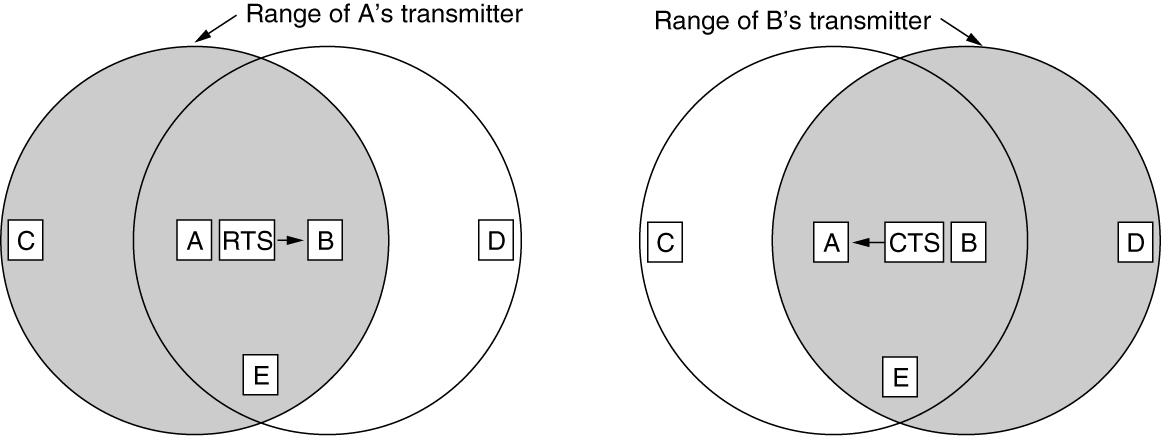 Range of A’s transmitter
C
A
RTS
B
D
E
Range of B’s transmitter
C
A
CTS
B
D
E